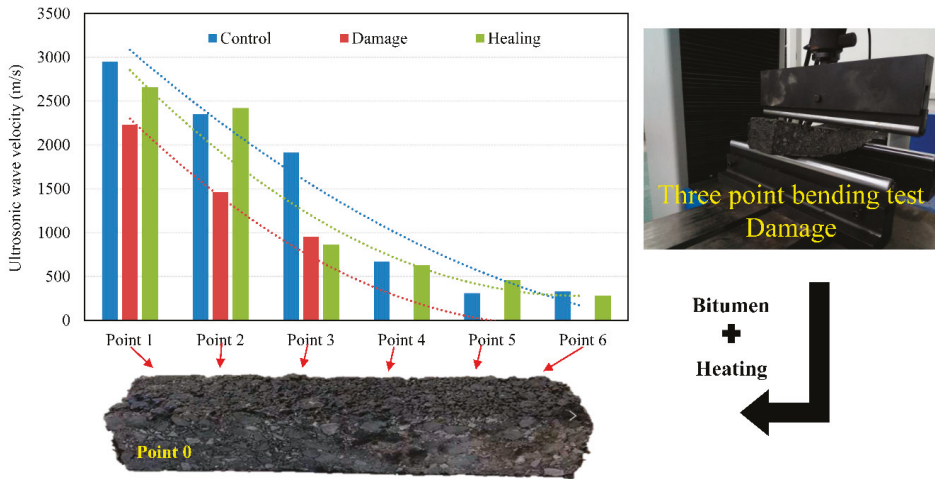 3500
3000
2500
2000
1500
1000
500
0
Ultrosonic wave velocity (m/s)
Control
Damage
Healing
Point 1
Point 2
Point 3
Point 4
Point 5
Point 6
Point 0
Three point bending test
Damage
Bitumen
+
Heating